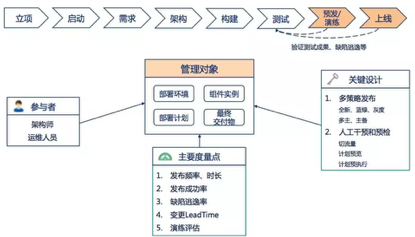 立项
启动
需求
架构
构建
测试
预发/
演练
上线
验证测试成果、缺陷逃逸等
管理对象
部署环境
组件实例
部署计划
最终
交付物
参与者
架构师
运维人员
关键设计
1. 多策略发布
全新、蓝绿、灰度
多主、主备
2. 人工干预和预检
切流量
计划预览
计划预执行
主要度量点
1. 发布频率、时长
2. 发布成功率
3. 缺陷逃逸率
4. 变更LeadTime
5. 演练评估